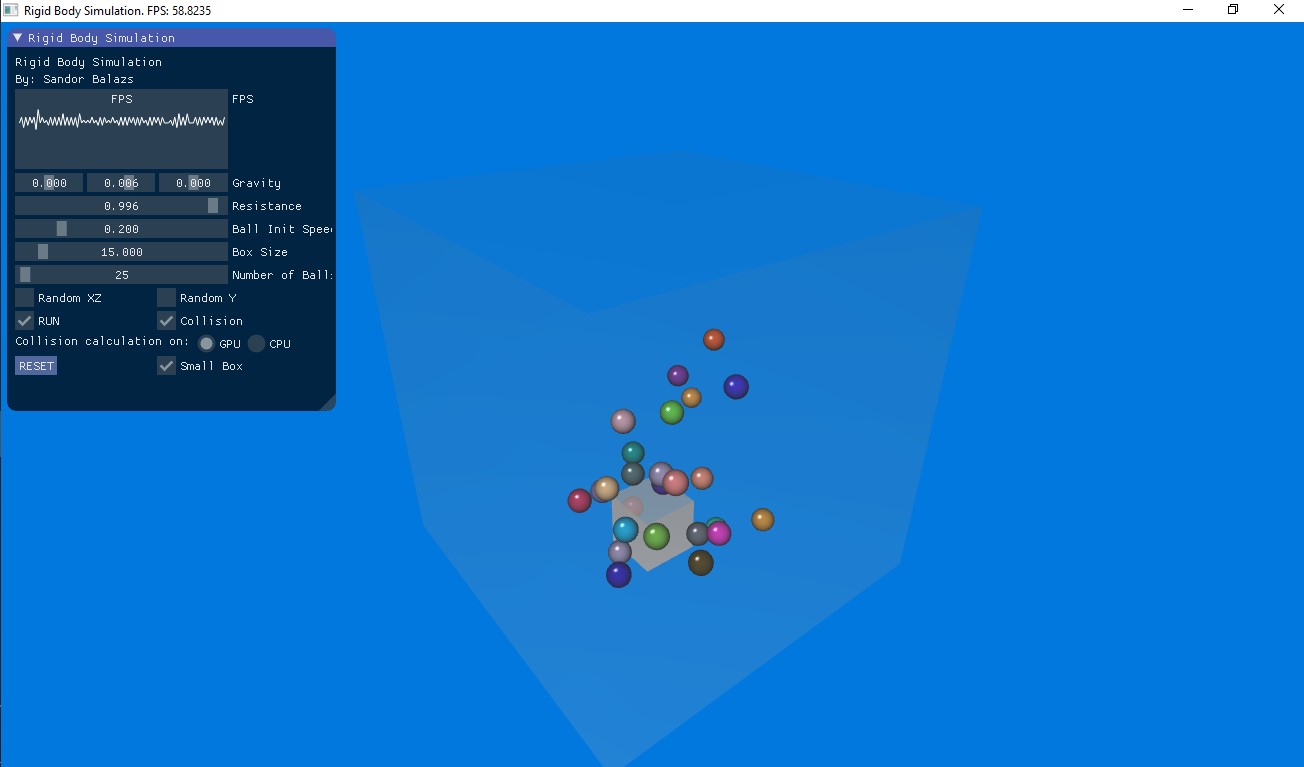 Rigid Body Simulation. FPS: 58.8235
Rigid Body Simulation
Rigid Body Simulation
By: Sandor Balazs
FPS FPS
0.000 0.006 0.000 Gravity
0.996 Resistance
0.200 Ball Init Spee
15.000 Box Size
25 Number of Ball
Random XZ Random Y
RUN Collision
Collision calculation on: GPU CPU
RESET Small Box